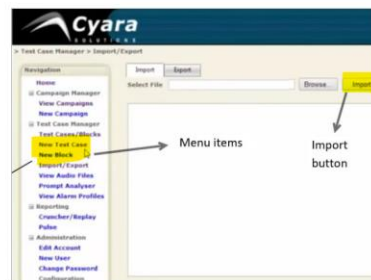 Cyara
SOLUTIONS
> Test Case Manager > Import/Export
Navigation
Home
Campaign Manager
View Campaigns
New Campaign
Test Case Manager
Test Cases/Blocks
New Test Case
New Block
Import/Export
View Audio Files
Prompt Analyser
View Alarm Profiles
Reporting
Cruncher/Replay
Pulse
Administration
Edit Account
New User
Change Password
Configuration
Import Export
Select File Browse... Import
Menu items
Import
button